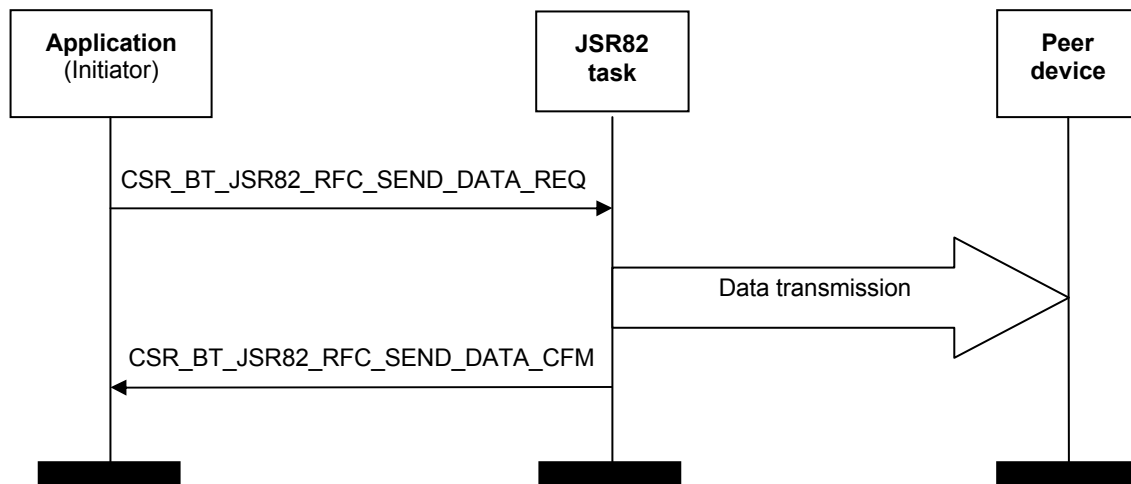 Application
(Initiator)
JSR82
task
Peer
device
CSR_BT_JSR82_RFC_SEND_DATA_REQ
Data transmission
CSR_BT_JSR82_RFC_SEND_DATA_CFM